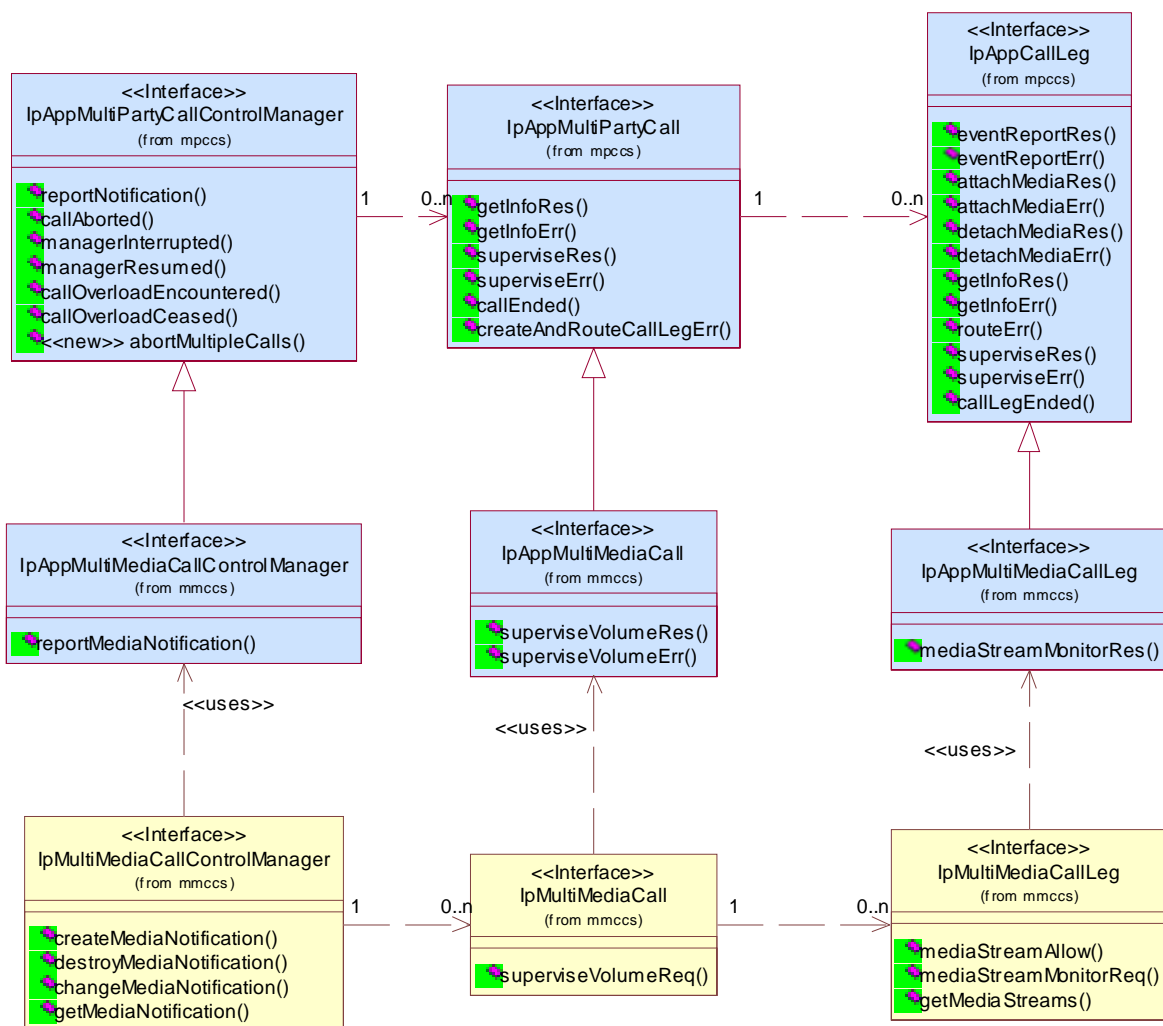 <<Interface>>
IpAppMultiPartyCallControlManager
(from mpccs)
reportNotification()
callAborted()
managerInterrupted()
managerResumed()
callOverloadEncountered()
callOverloadCeased()
<<new>> abortMultipleCalls()
1
0..n
<<Interface>>
IpAppMultiPartyCall
(from mpccs)
getInfoRes()
getInfoErr()
superviseRes()
superviseErr()
callEnded()
createAndRouteCallLegErr()
1
0..n
<<Interface>>
IpAppCallLeg
(from mpccs)
eventReportRes()
eventReportErr()
attachMediaRes()
attachMediaErr()
detachMediaRes()
detachMediaErr()
getInfoRes()
getInfoErr()
routeErr()
superviseRes()
superviseErr()
callLegEnded()
<<Interface>>
IpAppMultiMediaCallControlManager
(from mmccs)
reportMediaNotification()
<<Interface>>
IpAppMultiMediaCall
(from mmccs)
superviseVolumeRes()
superviseVolumeErr()
<<Interface>>
IpAppMultiMediaCallLeg
(from mmccs)
mediaStreamMonitorRes()
<<uses>>
<<uses>>
<<uses>>
<<Interface>>
IpMultiMediaCallControlManager
(from mmccs)
createMediaNotification()
destroyMediaNotification()
changeMediaNotification()
getMediaNotification()
1
0..n
<<Interface>>
IpMultiMediaCall
(from mmccs)
superviseVolumeReq()
1
0..n
<<Interface>>
IpMultiMediaCallLeg
(from mmccs)
mediaStreamAllow()
mediaStreamMonitorReq()
getMediaStreams()